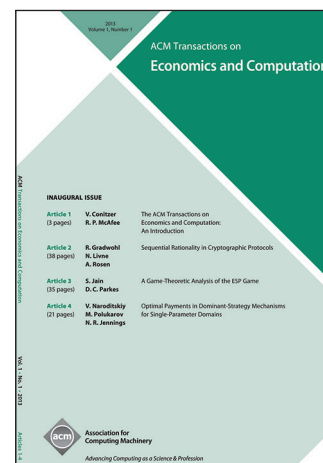 2013
Volume 1, Number 1
ACM Transactions on
Economics and Computation
INAUGURAL ISSUE
Article 1 V. Conitzer The ACM Transactions on
(3 pages) R. P. McAfee Economics and Computation:
An Introduction
Article 2 R. Gradwohl Sequential Rationality in Cryptographic Protocols
(38 pages) N. Livne
A. Rosen
Article 3 S. Jain A Game-Theoretic Analysis of the ESP Game
(35 pages) D. C. Parkes
Article 4 V. Naroditskiy Optimal Payments in Dominant-Strategy Mechanisms
(21 pages) M. Polukarov for Single-Parameter Domains
N. R. Jennings
acm
Association for
Computing Machinery
Advancing Computing as a Science & Profession
ACM Transactions on Economics and Computation
Vol. 1 • No. 1 • 2013
Articles 1-4